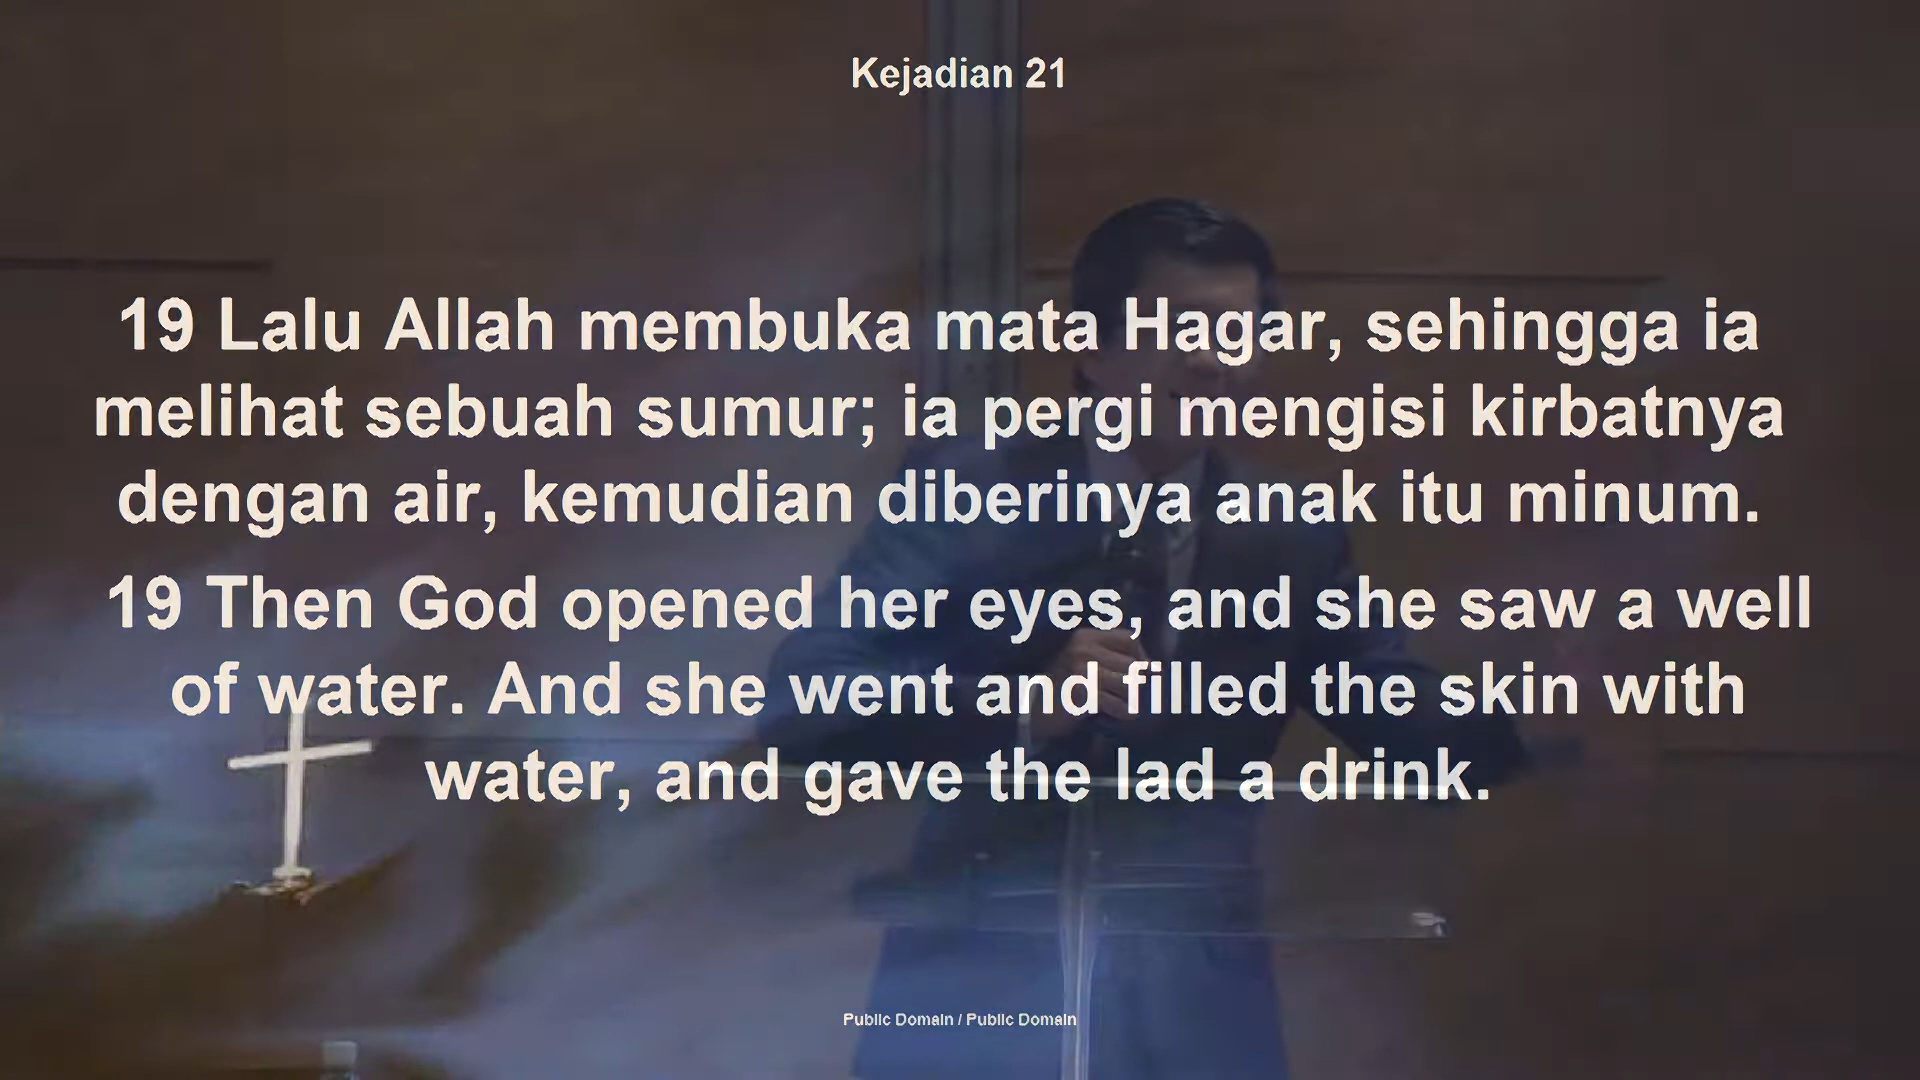 Kejadian 21
19 Lalu Allah membuka mata Hagar, sehingga ia
melihat sebuah sumur; ia pergi mengisi kirbatnya
dengan air, kemudian diberinya anak itu minum.
19 Then God opened her eyes, and she saw a well
of water. And she went and filled the skin with
water, and gave the lad a drink.
Public Domain / Public Domain